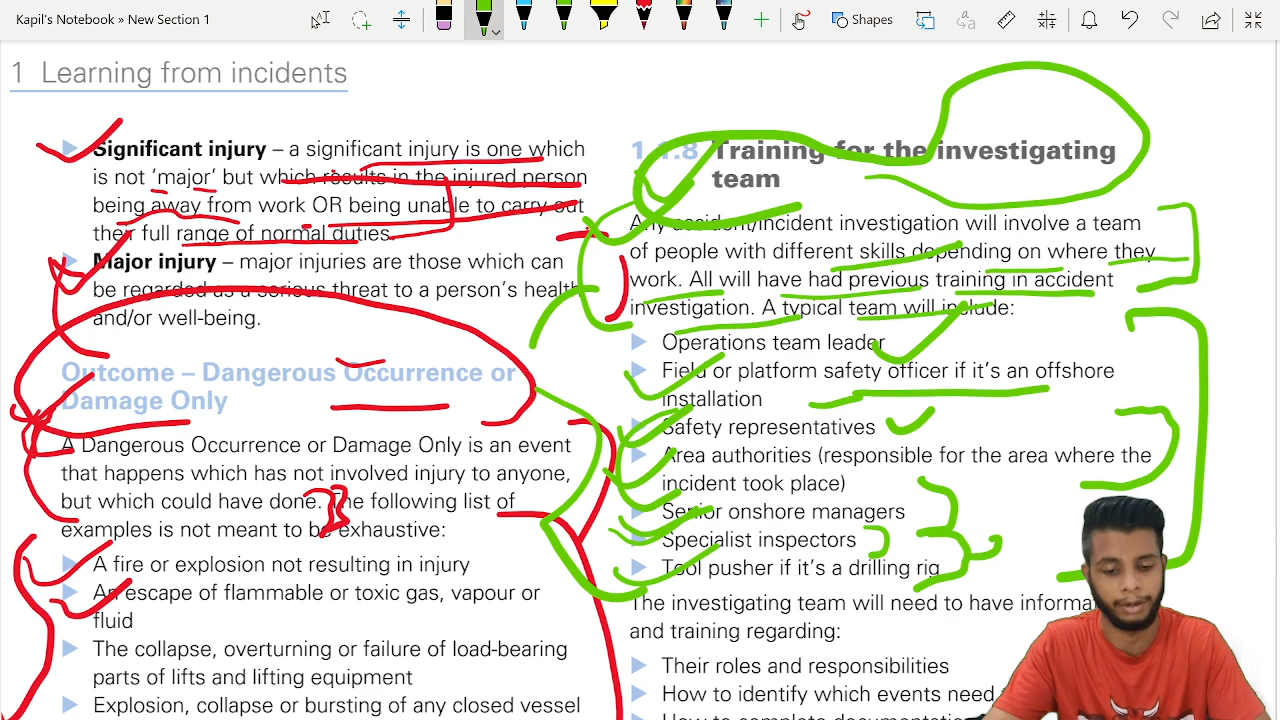 Kapil's Notebook » New Section 1
Shapes
1 Learning from incidents
Significant injury – a significant injury is one which
is not 'major' but which results in the injured person
being away from work OR being unable to carry out
their full range of normal duties.
Major injury – major injuries are those which can
be regarded as a serious threat to a person's health
and/or well-being.
Outcome – Dangerous Occurrence or
Damage Only
A Dangerous Occurrence or Damage Only is an event
that happens which has not involved injury to anyone,
but which could have done. The following list of
examples is not meant to be exhaustive:
A fire or explosion not resulting in injury
An escape of flammable or toxic gas, vapour or
fluid
The collapse, overturning or failure of load-bearing
parts of lifts and lifting equipment
Explosion, collapse or bursting of any closed vessel
1.1.8 Training for the investigating
team
Any accident/incident investigation will involve a team
of people with different skills depending on where they
work. All will have had previous training in accident
investigation. A typical team will include:
Operations team leader
Field or platform safety officer if it's an offshore
installation
Safety representatives
Area authorities (responsible for the area where the
incident took place)
Senior onshore managers
Specialist inspectors
Tool pusher if it's a drilling rig
The investigating team will need to have
and training regarding:
Their roles and responsibilities
How to identify which events need